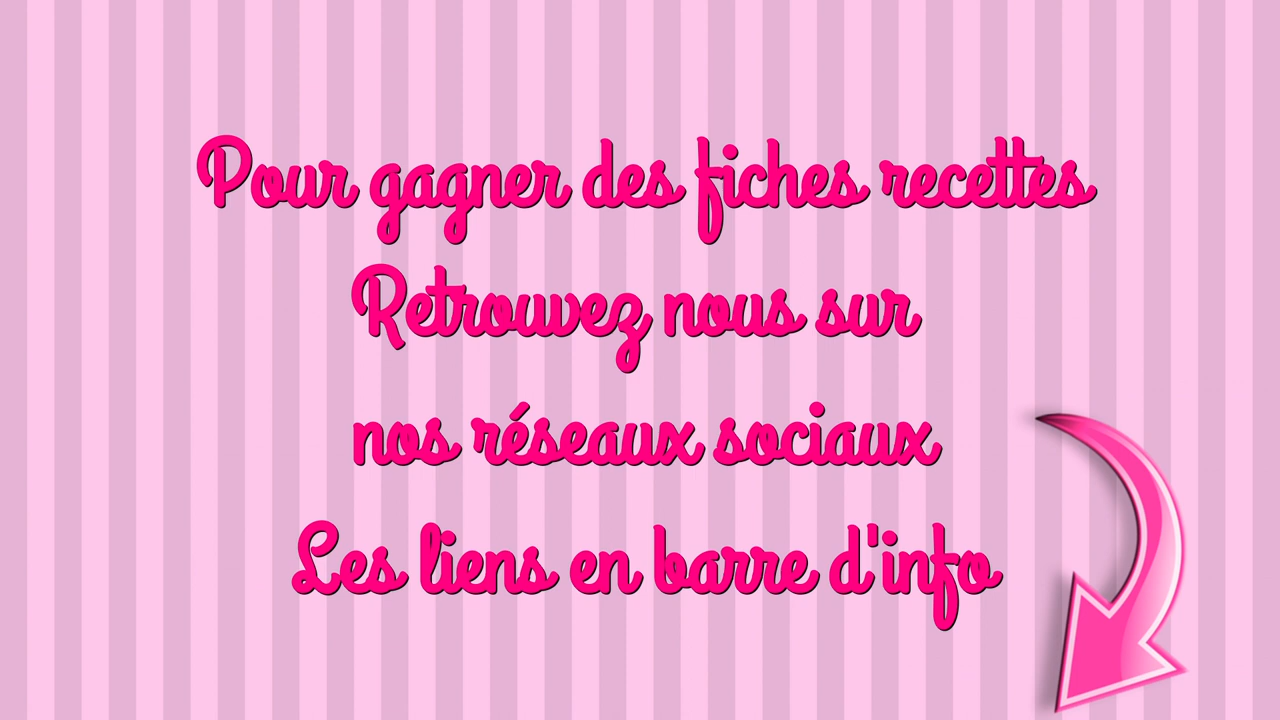 Pour gagner des fiches recettes
Retrouvez nous sur
nos réseaux sociaux
Les liens en barre d'info